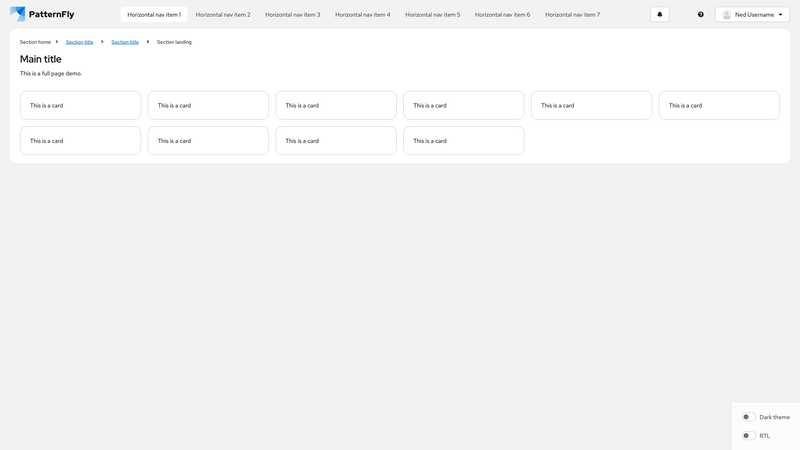 PatternFly
Horizontal nav item 1
Horizontal nav item 2
Horizontal nav item 3
Horizontal nav item 4
Horizontal nav item 5
Horizontal nav item 6
Horizontal nav item 7
Ned Username
Section home
Section title
Section title
Section landing
Main title
This is a full page demo.
This is a card
This is a card
This is a card
This is a card
This is a card
This is a card
This is a card
This is a card
This is a card
This is a card
Dark theme
RTL